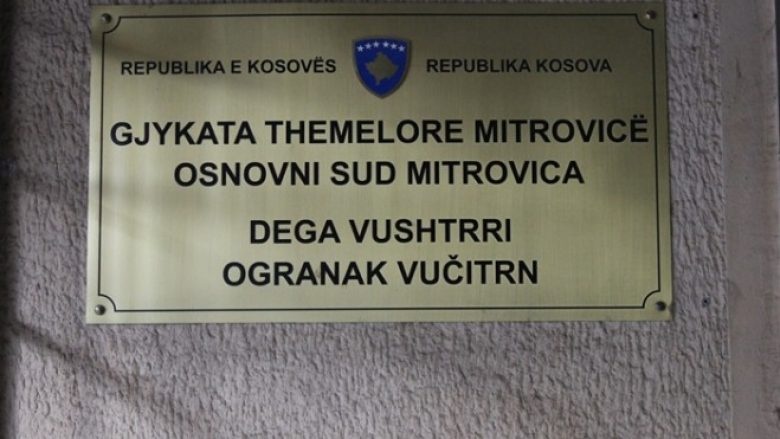 REPUBLIKA E KOSOVËS REPUBLIKA KOSOVA
GJYKATA THEMELORE MITROVICË
OSNOVNI SUD MITROVICA
DEGA VUSHTRRI
OGRANAK VUČITRN